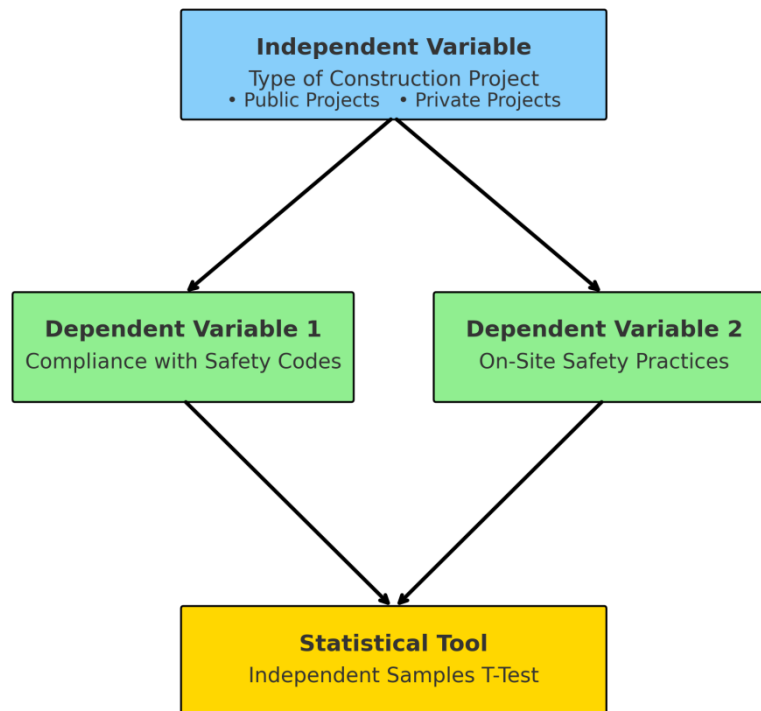 Independent Variable
Type of Construction Project
• Public Projects • Private Projects
Dependent Variable 1
Compliance with Safety Codes
Dependent Variable 2
On-Site Safety Practices
Statistical Tool
Independent Samples T-Test